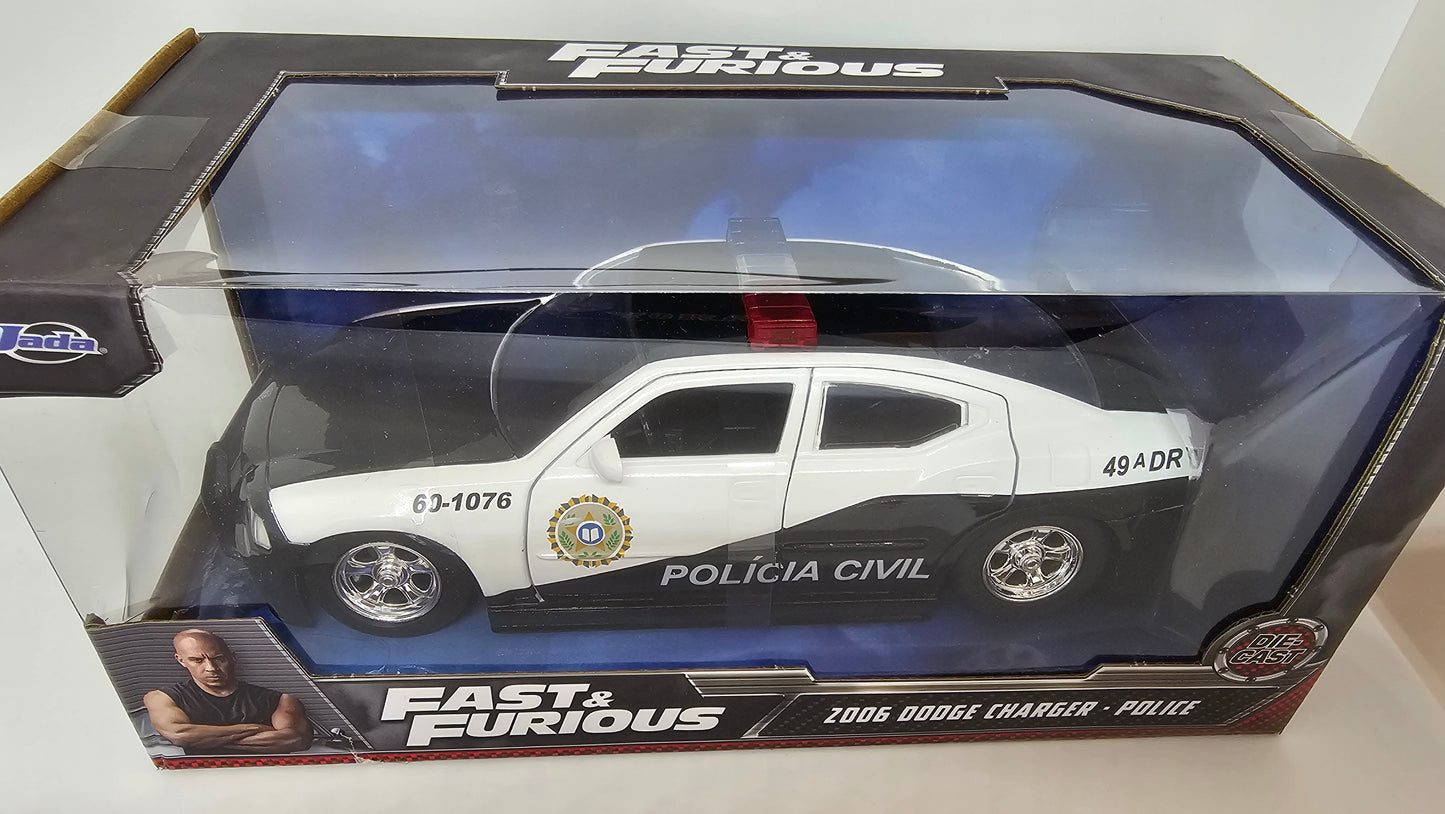 FAST &
FURIOUS
Jada
60-1076
49 A DR
POLÍCIA CIVIL
FAST &
FURIOUS
2006 DODGE CHARGER - POLICE
DIE-
CAST